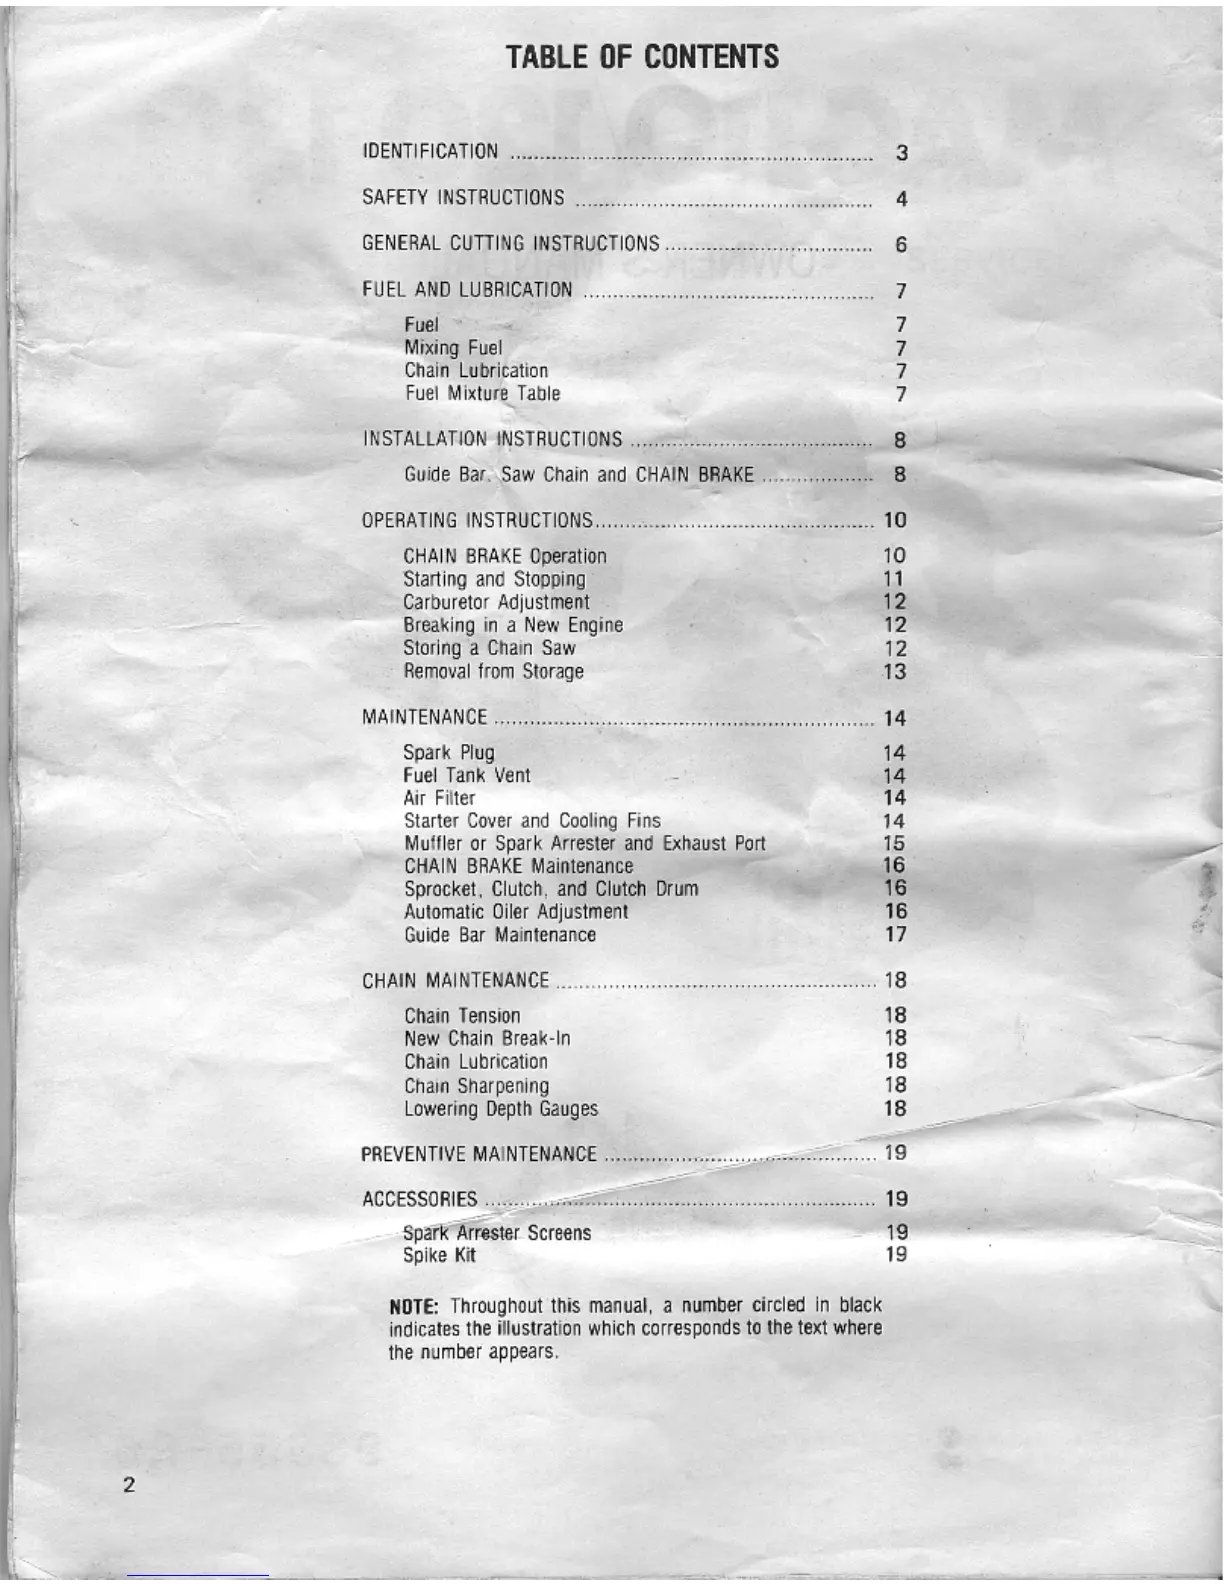 TABLE OF CONTENTS
IDENTIFICATION ........................................ 3
SAFETY INSTRUCTIONS ........................................ 4
GENERAL CUTTING INSTRUCTIONS ........................................ 6
FUEL AND LUBRICATION ........................................ 7
Fuel 7
Mixing Fuel 7
Chain Lubrication 7
Fuel Mixture Table 7
INSTALLATION INSTRUCTIONS ........................................ 8
Guide Bar, Saw Chain and CHAIN BRAKE .................... 8
OPERATING INSTRUCTIONS ........................................ 10
CHAIN BRAKE Operation 10
Starting and Stopping 11
Carburetor Adjustment 12
Breaking in a New Engine 12
Storing a Chain Saw 12
Removal from Storage 13
MAINTENANCE ........................................ 14
Spark Plug 14
Fuel Tank Vent 14
Air Filter 14
Starter Cover and Cooling Fins 14
Muffler or Spark Arrester and Exhaust Port 15
CHAIN BRAKE Maintenance 16
Sprocket, Clutch, and Clutch Drum 16
Automatic Oiler Adjustment 16
Guide Bar Maintenance 17
CHAIN MAINTENANCE ........................................ 18
Chain Tension 18
New Chain Break-In 18
Chain Lubrication 18
Chain Sharpening 18
Lowering Depth Gauges 18
PREVENTIVE MAINTENANCE ........................................ 19
ACCESSORIES ........................................ 19
Spark Arrester Screens 19
Spike Kit 19
NOTE: Throughout this manual, a number circled in black
indicates the illustration which corresponds to the text where
the number appears.
2